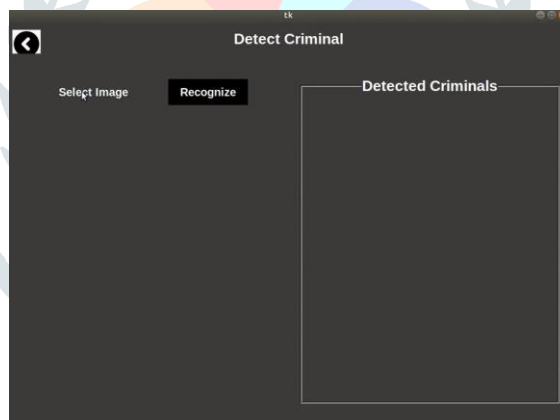 tk
Detect Criminal
Select Image
Recognize
Detected Criminals